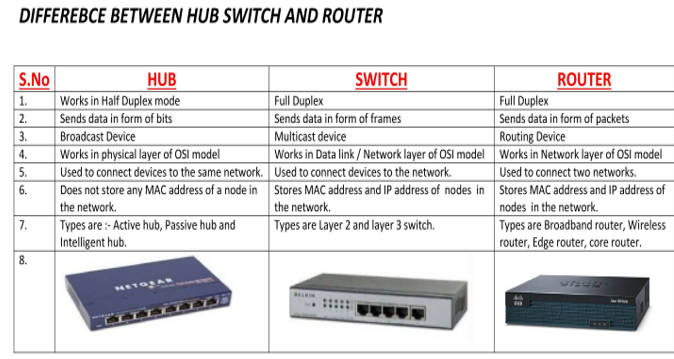 DIFFEREBCE BETWEEN HUB SWITCH AND ROUTER
S.No HUB SWITCH ROUTER
1. Works in Half Duplex mode Full Duplex Full Duplex
2. Sends data in form of bits Sends data in form of frames Sends data in form of packets
3. Broadcast Device Multicast device Routing Device
4. Works in physical layer of OSI model Works in Data link / Network layer of OSI model Works in Network layer of OSI model
5. Used to connect devices to the same network. Used to connect devices to the network. Used to connect two networks.
6. Does not store any MAC address of a node in Stores MAC address and IP address of nodes in Stores MAC address and IP address of
the network. the network. nodes in the network.
7. Types are :- Active hub, Passive hub and Types are Layer 2 and layer 3 switch. Types are Broadband router, Wireless
Intelligent hub. router, Edge router, core router.
8.
NETGEAR
BELKIN